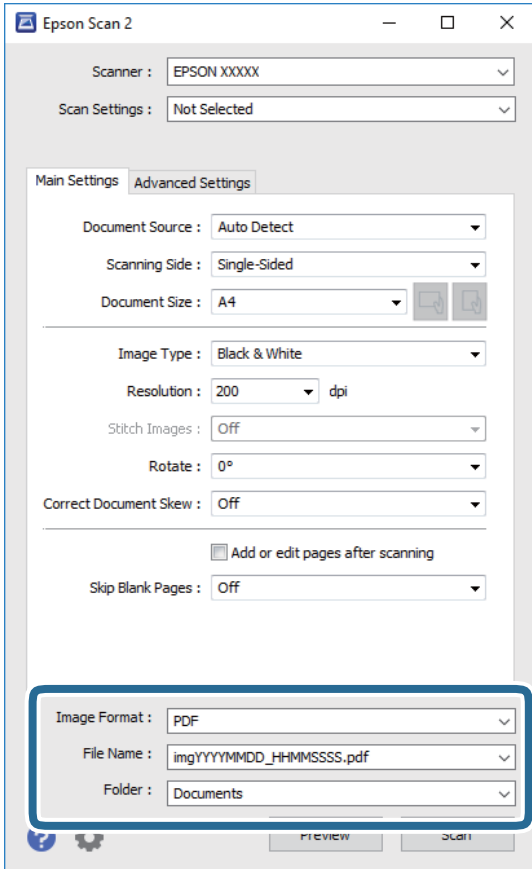 Epson Scan 2
Scanner : EPSON XXXXX
Scan Settings : Not Selected
Main Settings Advanced Settings
Document Source : Auto Detect
Scanning Side : Single-Sided
Document Size : A4
Image Type : Black & White
Resolution : 200 dpi
Stitch Images : Off
Rotate : 0°
Correct Document Skew : Off
Add or edit pages after scanning
Skip Blank Pages : Off
Image Format : PDF
File Name : imgYYYYMMDD_HHMMSSSS.pdf
Folder : Documents
? Preview Scan